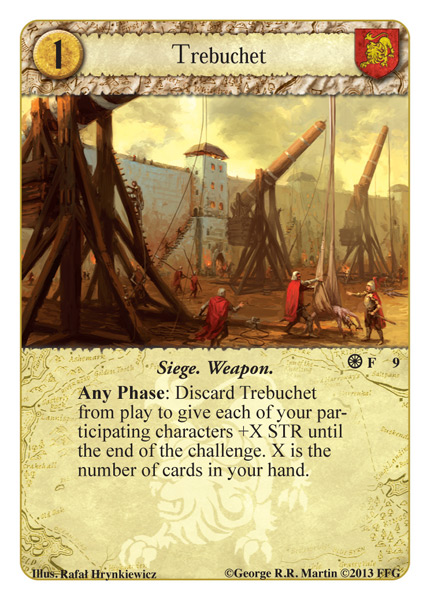 1
Trebuchet
Siege. Weapon.
F 9
Any Phase: Discard Trebuchet
from play to give each of your par-
ticipating characters +X STR until
the end of the challenge. X is the
number of cards in your hand.
Illus. Rafał Hrynkiewicz
©George R.R. Martin ©2013 FFG